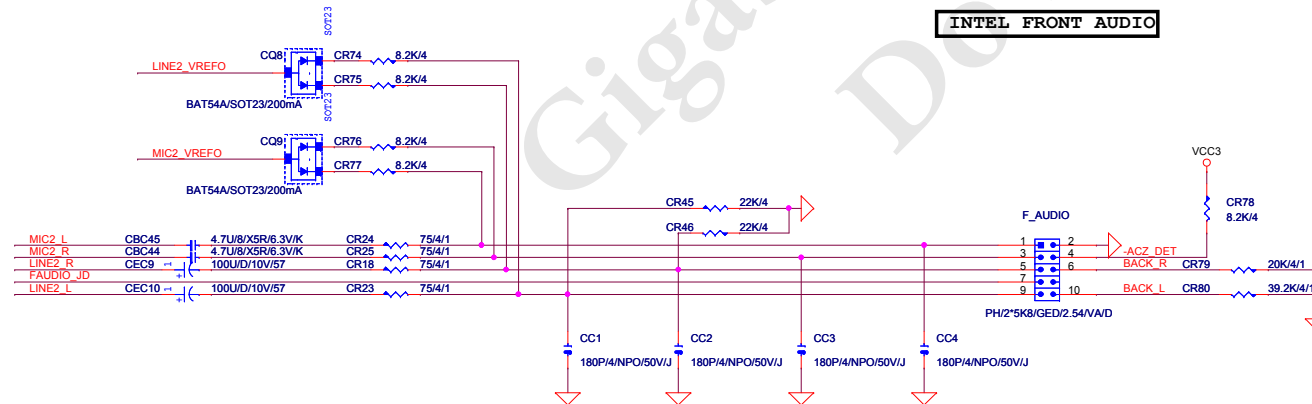 INTEL FRONT AUDIO
Giga
Do
SOT23
CQ8
CR74 8.2K/4
LINE2_VREFO
CR75 8.2K/4
BAT54A/SOT23/200mA
SOT23
CQ9
CR76 8.2K/4
MIC2_VREFO
CR77 8.2K/4
BAT54A/SOT23/200mA
VCC3
CR45 22K/4
CR46 22K/4
CR78
8.2K/4
F_AUDIO
MIC2_L CBC45 4.7U/8/X5R/6.3V/K CR24 75/4/1 1 2
MIC2_R CBC44 4.7U/8/X5R/6.3V/K CR25 75/4/1 3 4 -ACZ_DET
LINE2_R CEC9 1 + 100U/D/10V/57 CR18 75/4/1 5 6 BACK_R CR79 20K/4/1
FAUDIO_JD 7
LINE2_L CEC10 1 + 100U/D/10V/57 CR23 75/4/1 9 10 BACK_L CR80 39.2K/4/1
PH/2*5K8/GED/2.54/VA/D
CC1 CC2 CC3 CC4
180P/4/NPO/50V/J 180P/4/NPO/50V/J 180P/4/NPO/50V/J 180P/4/NPO/50V/J